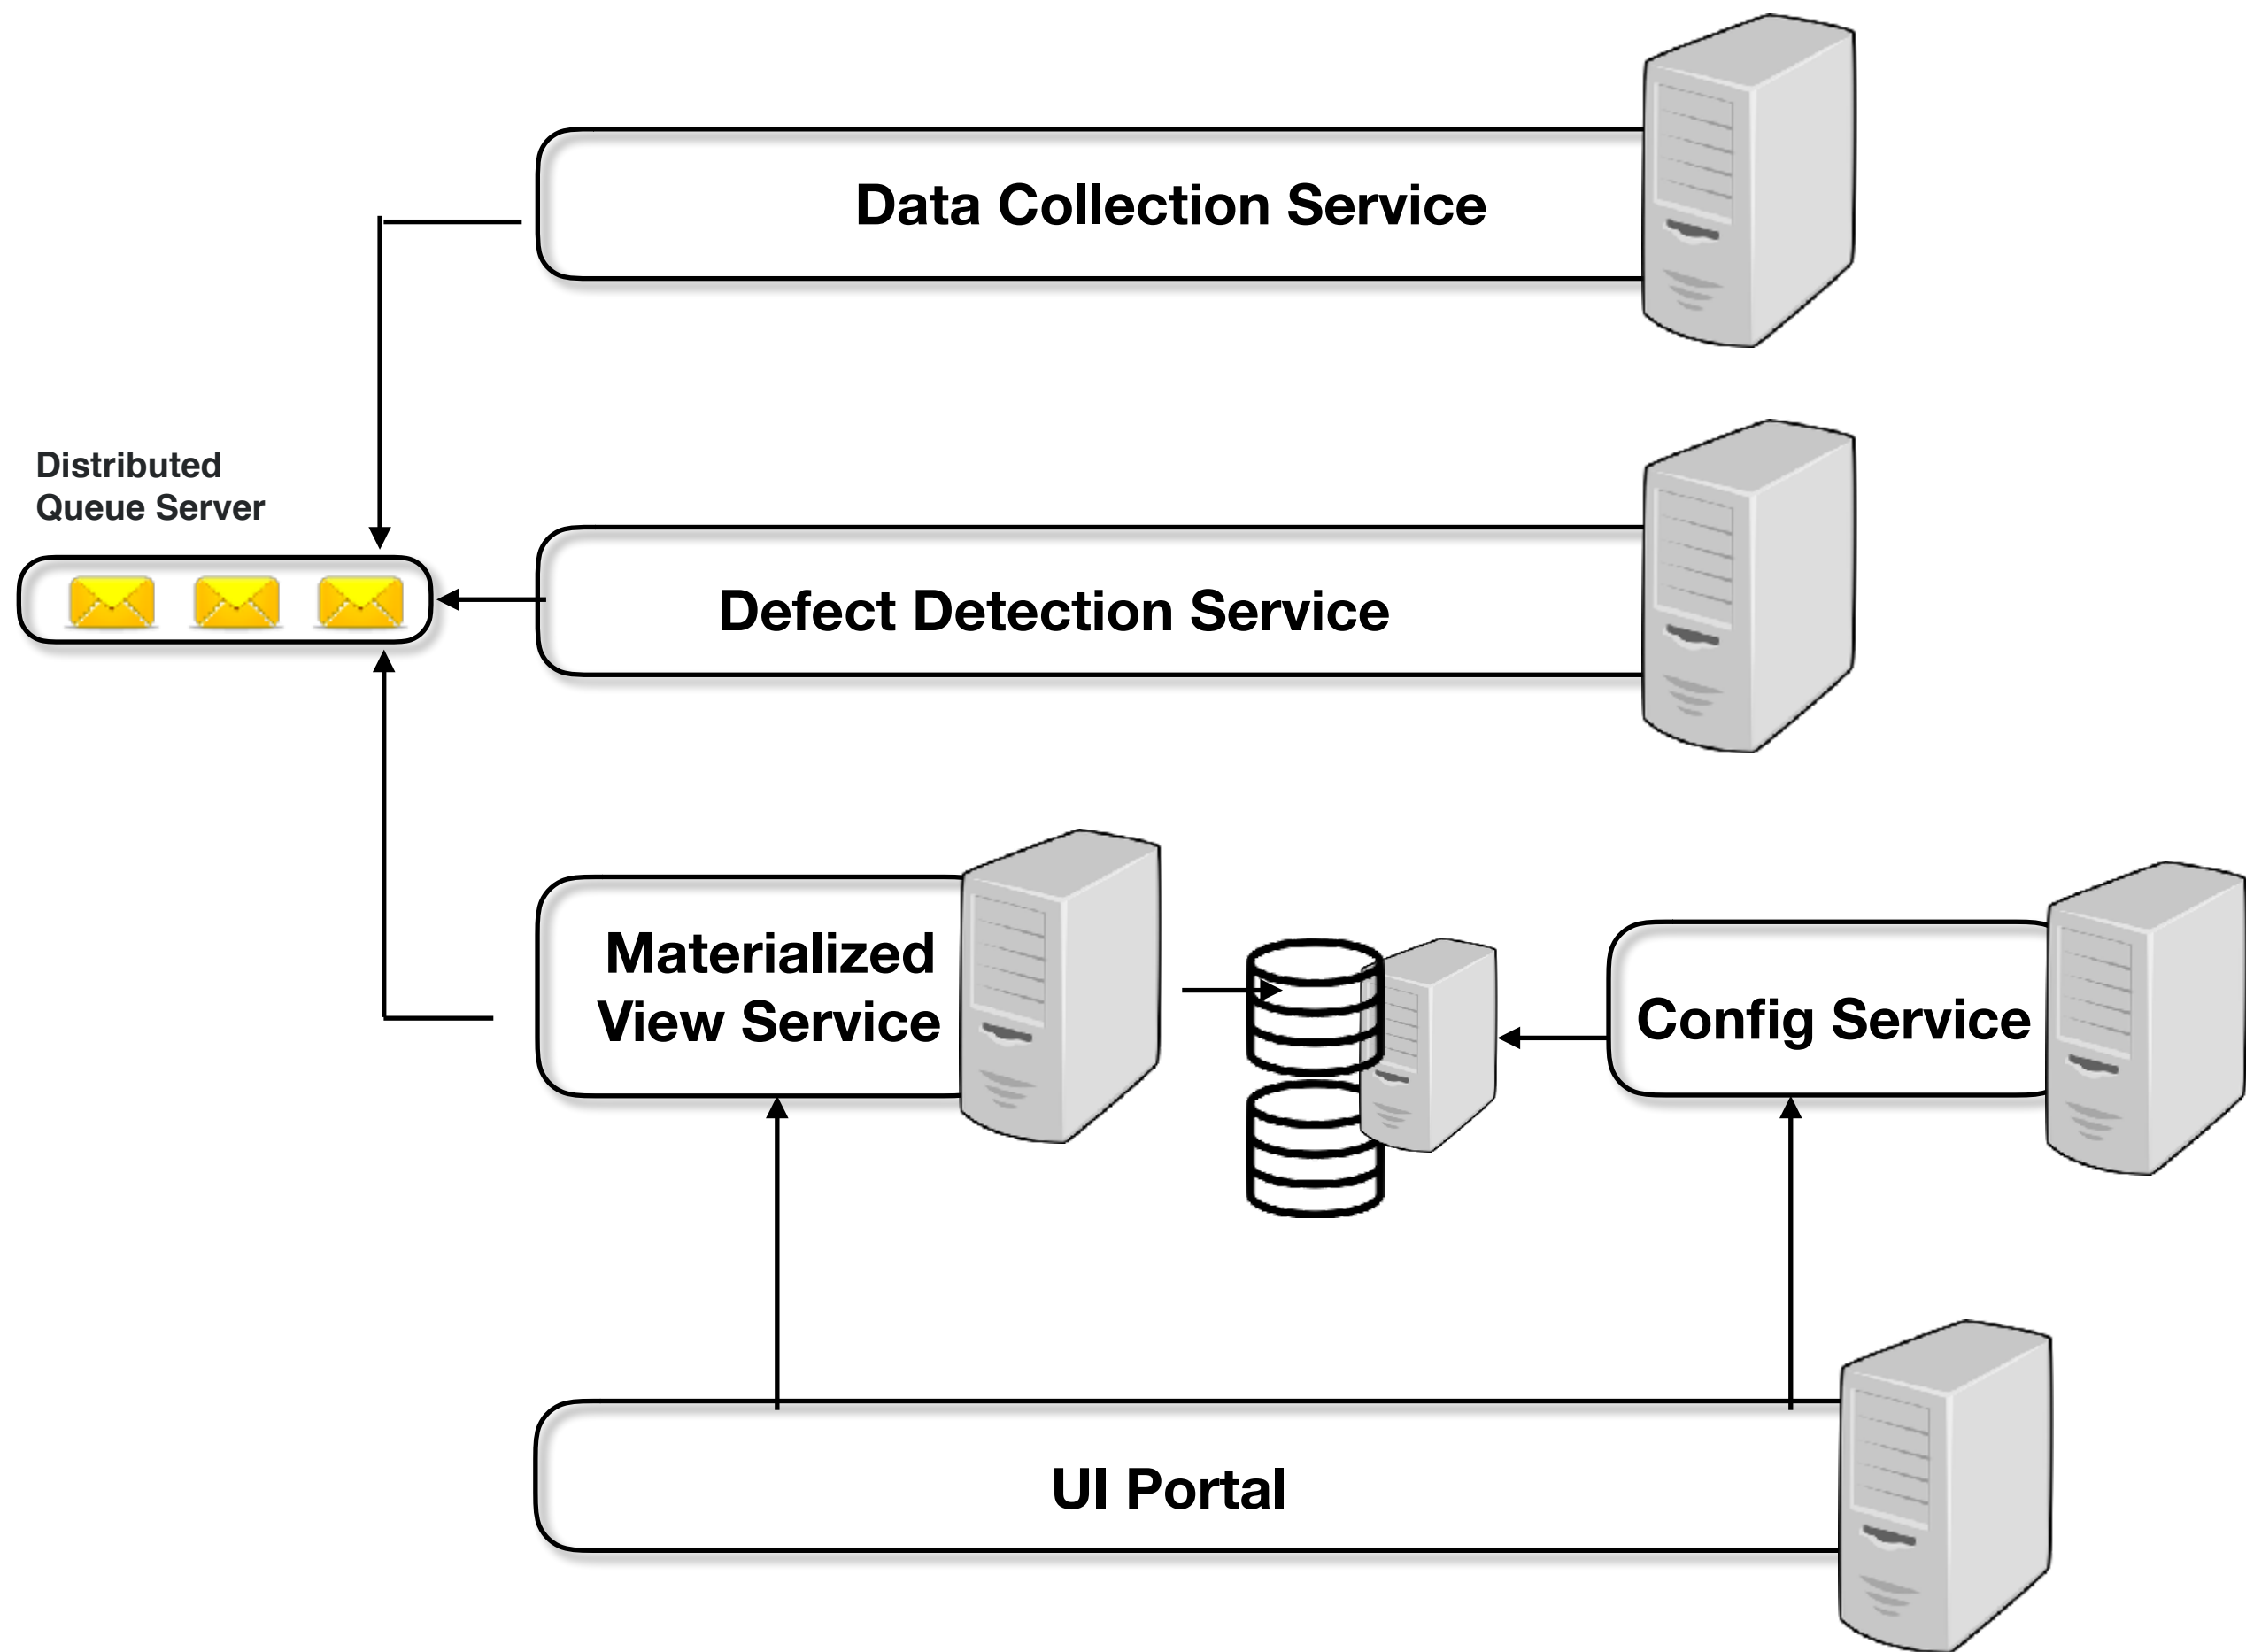 Data Collection Service
Distributed
Queue Server
Defect Detection Service
Materialized
View Service
Config Service
UI Portal